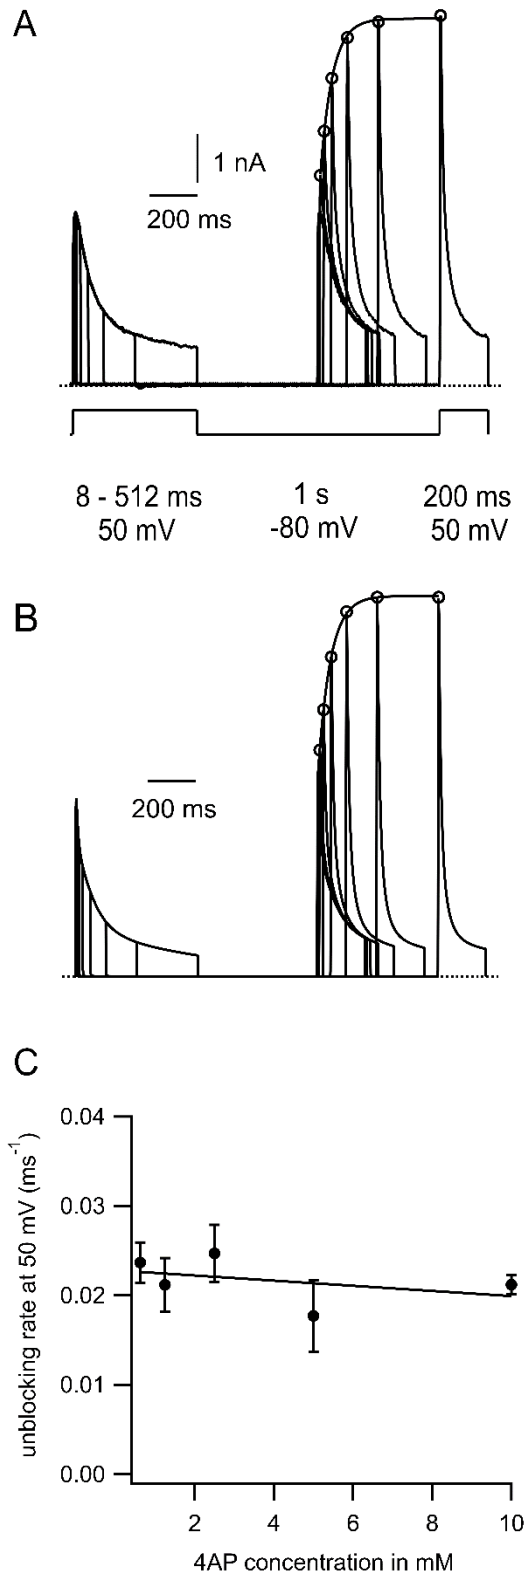 A
1 nA
200 ms
8 - 512 ms 1 s 200 ms
50 mV -80 mV 50 mV
B
200 ms
C
unblocking rate at 50 mV (ms⁻¹)
0.04
0.03
0.02
0.01
0.00
2 4 6 8 10
4AP concentration in mM